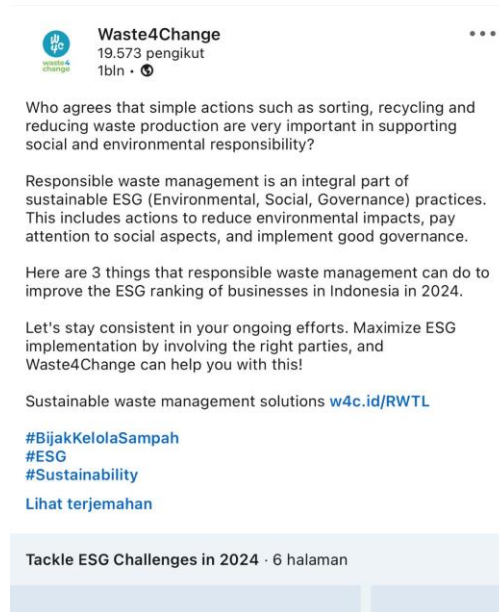 Waste4Change
19.573 pengikut
1bln •
waste4
change
Who agrees that simple actions such as sorting, recycling and
reducing waste production are very important in supporting
social and environmental responsibility?
Responsible waste management is an integral part of
sustainable ESG (Environmental, Social, Governance) practices.
This includes actions to reduce environmental impacts, pay
attention to social aspects, and implement good governance.
Here are 3 things that responsible waste management can do to
improve the ESG ranking of businesses in Indonesia in 2024.
Let's stay consistent in your ongoing efforts. Maximize ESG
implementation by involving the right parties, and
Waste4Change can help you with this!
Sustainable waste management solutions w4c.id/RWTL
#BijakKelolaSampah
#ESG
#Sustainability
Lihat terjemahan
Tackle ESG Challenges in 2024 · 6 halaman